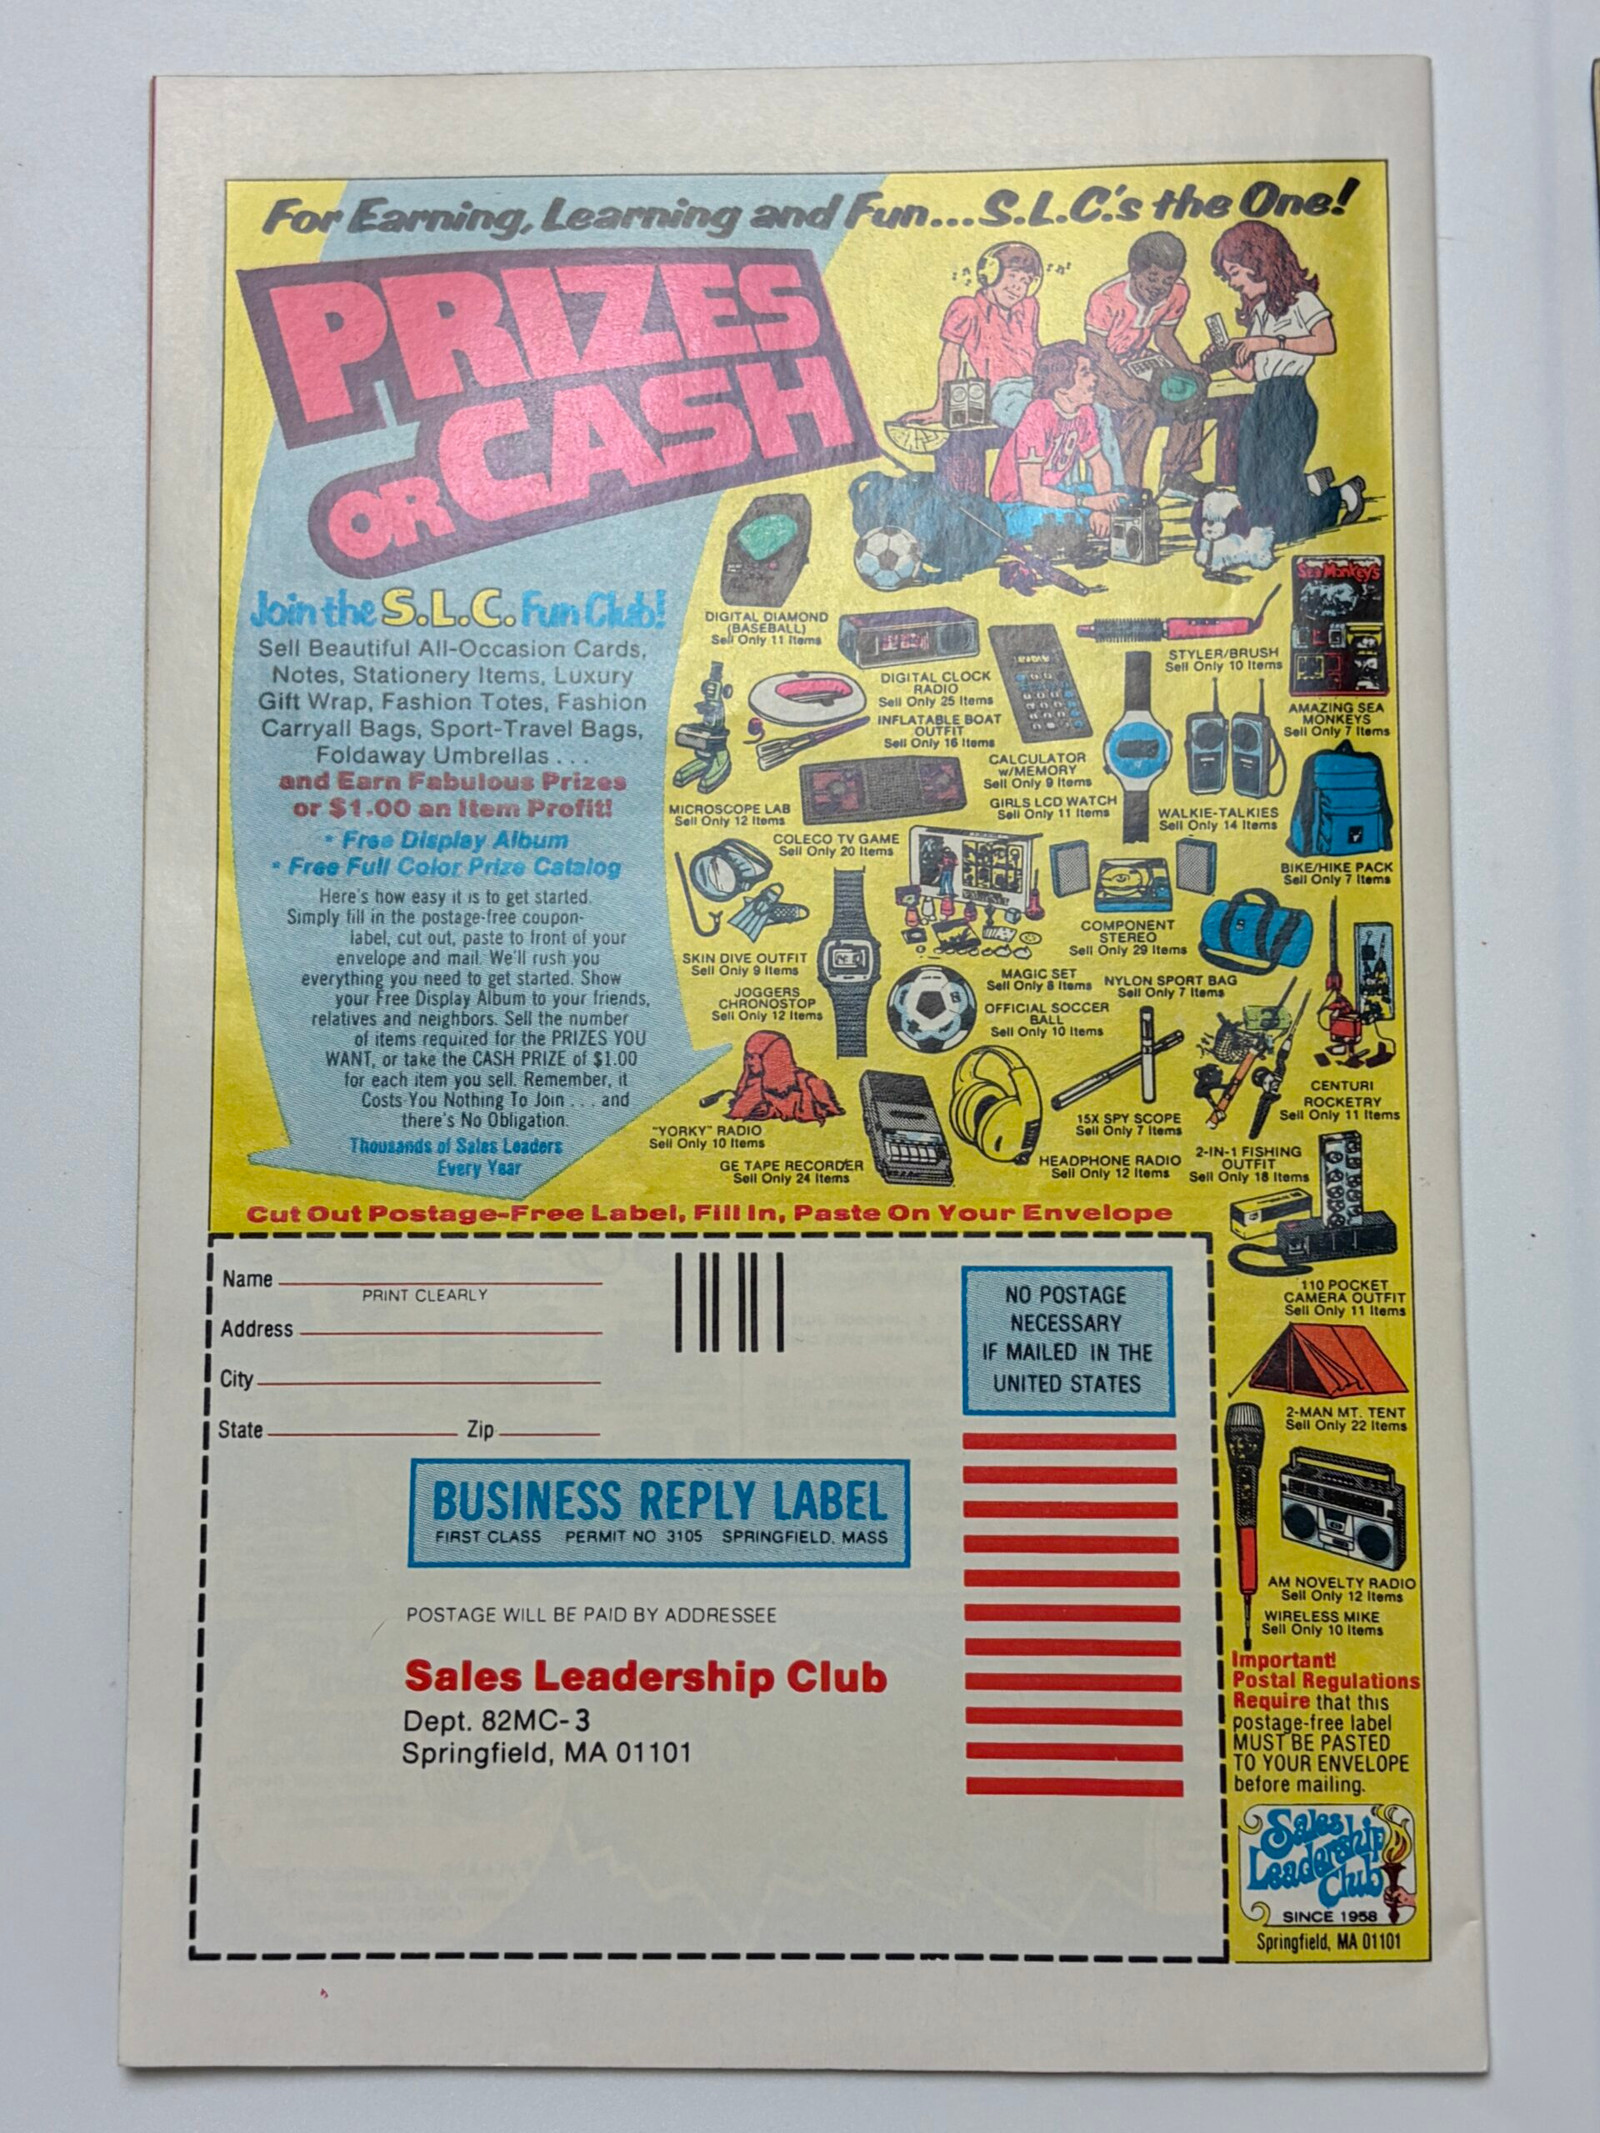 For Earning, Learning and Fun...S.L.C.'s the One!
PRIZES
OR CASH
Join the S.L.C. Fun Club!
Sell Beautiful All-Occasion Cards,
Notes, Stationery Items, Luxury
Gift Wrap, Fashion Totes, Fashion
Carryall Bags, Sport-Travel Bags,
Foldaway Umbrellas . . .
and Earn Fabulous Prizes
or $1.00 an Item Profit!
* Free Display Album
* Free Full Color Prize Catalog
Here's how easy it is to get started.
Simply fill in the postage-free coupon-
label, cut out, paste to front of your
envelope and mail. We'll rush you
everything you need to get started. Show
your Free Display Album to your friends,
relatives and neighbors. Sell the number
of items required for the PRIZES YOU
WANT, or take the CASH PRIZE of $1.00
for each item you sell. Remember, it
Costs You Nothing To Join . . . and
there's No Obligation.
Thousands of Sales Leaders
Every Year
18
DIGITAL DIAMOND
(BASEBALL)
Sell Only 11 Items
DIGITAL CLOCK
RADIO
Sell Only 25 Items
STYLER/BRUSH
Sell Only 10 Items
Sea Monkeys
AMAZING SEA
MONKEYS
Sell Only 7 Items
INFLATABLE BOAT
OUTFIT
Sell Only 16 Items
CALCULATOR
w/MEMORY
Sell Only 9 Items
MICROSCOPE LAB
Sell Only 12 Items
GIRLS LCD WATCH
Sell Only 11 Items
WALKIE-TALKIES
Sell Only 14 Items
COLECO TV GAME
Sell Only 20 Items
BIKE/HIKE PACK
Sell Only 7 Items
COMPONENT
STEREO
Sell Only 29 Items
SKIN DIVE OUTFIT
Sell Only 9 Items
MAGIC SET
Sell Only 8 Items
NYLON SPORT BAG
Sell Only 7 Items
JOGGERS
CHRONOSTOP
Sell Only 12 Items
OFFICIAL SOCCER
BALL
Sell Only 10 Items
CENTURI
ROCKETRY
Sell Only 11 Items
"YORKY" RADIO
Sell Only 10 Items
15X SPY SCOPE
Sell Only 7 Items
GE TAPE RECORDER
Sell Only 24 Items
HEADPHONE RADIO
Sell Only 12 Items
2-IN-1 FISHING
OUTFIT
Sell Only 18 Items
110 POCKET
CAMERA OUTFIT
Sell Only 11 Items
2-MAN MT. TENT
Sell Only 22 Items
AM NOVELTY RADIO
Sell Only 12 Items
WIRELESS MIKE
Sell Only 10 Items
Important!
Postal Regulations
Require that this
postage-free label
MUST BE PASTED
TO YOUR ENVELOPE
before mailing.
Sales
Leadership
Club
SINCE 1958
Springfield, MA 01101
Cut Out Postage-Free Label, Fill In, Paste On Your Envelope
Name
PRINT CLEARLY
Address
City
State Zip
NO POSTAGE
NECESSARY
IF MAILED IN THE
UNITED STATES
BUSINESS REPLY LABEL
FIRST CLASS PERMIT NO 3105 SPRINGFIELD, MASS
POSTAGE WILL BE PAID BY ADDRESSEE
Sales Leadership Club
Dept. 82MC-3
Springfield, MA 01101